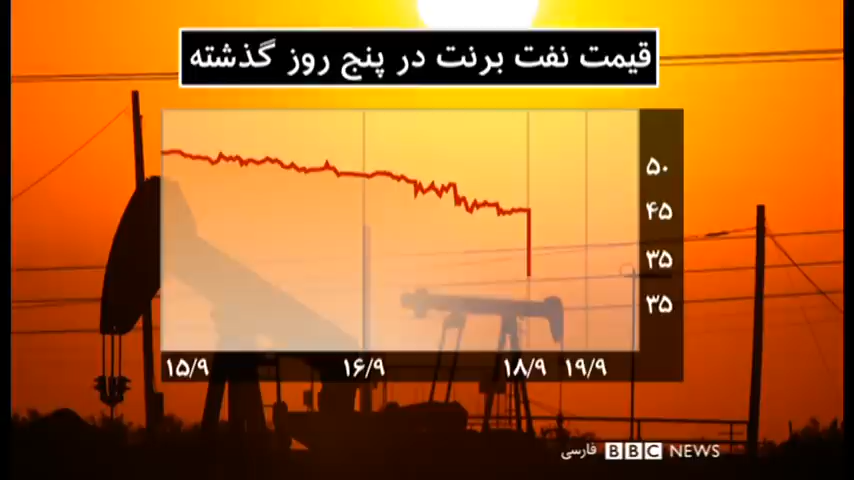 قیمت نفت برنت در پنج روز گذشته
۵۰
۴۵
۳۵
۳۵
۱۵/۹ ۱۶/۹ ۱۸/۹ ۱۹/۹
BBC NEWS فارسی